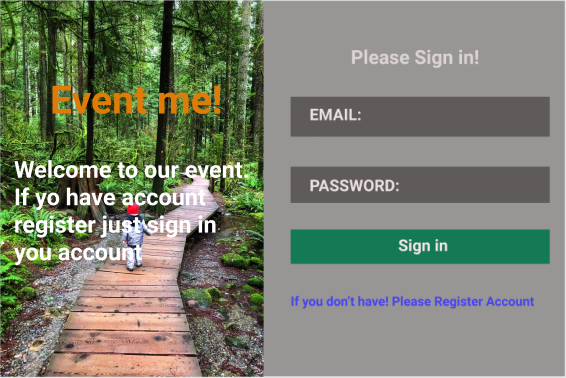 Event me!
Welcome to our event.
If yo have account
register just sign in
you account
Please Sign in!
EMAIL:
PASSWORD:
Sign in
If you don't have! Please Register Account